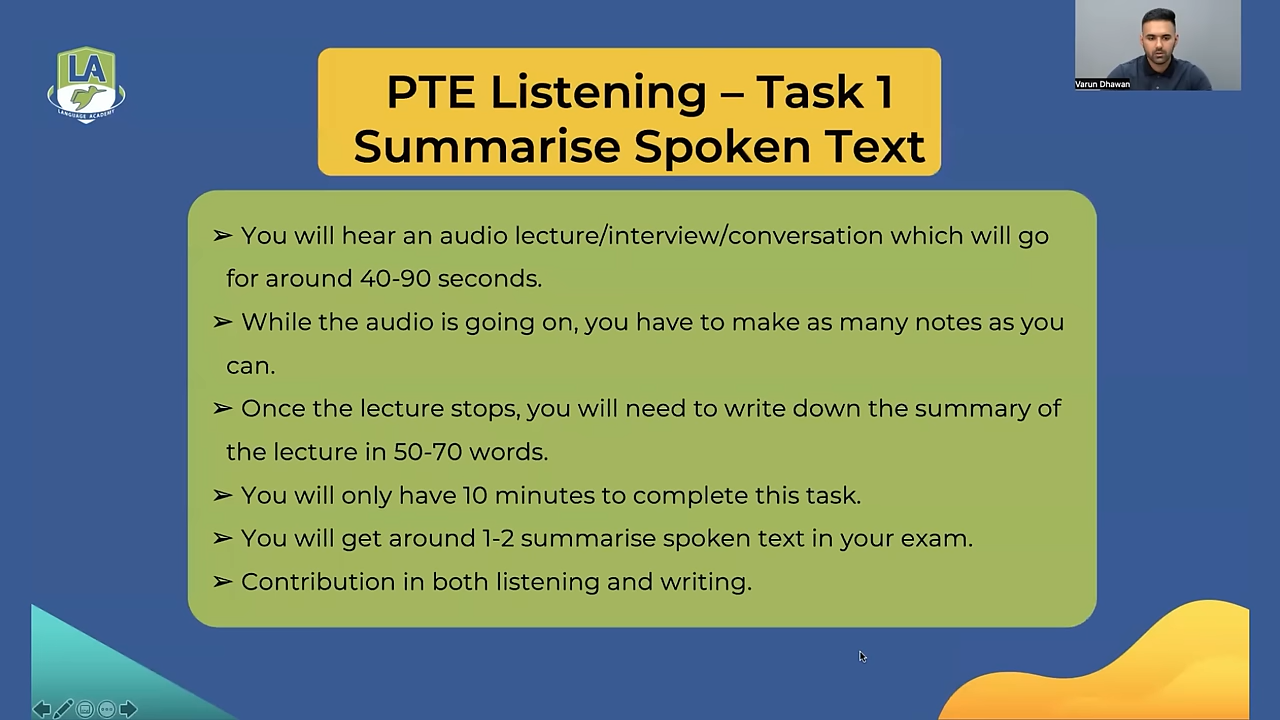 LA
LANGUAGE ACADEMY
Varun Dhawan
PTE Listening – Task 1
Summarise Spoken Text
➢ You will hear an audio lecture/interview/conversation which will go
for around 40-90 seconds.
➢ While the audio is going on, you have to make as many notes as you
can.
➢ Once the lecture stops, you will need to write down the summary of
the lecture in 50-70 words.
➢ You will only have 10 minutes to complete this task.
➢ You will get around 1-2 summarise spoken text in your exam.
➢ Contribution in both listening and writing.